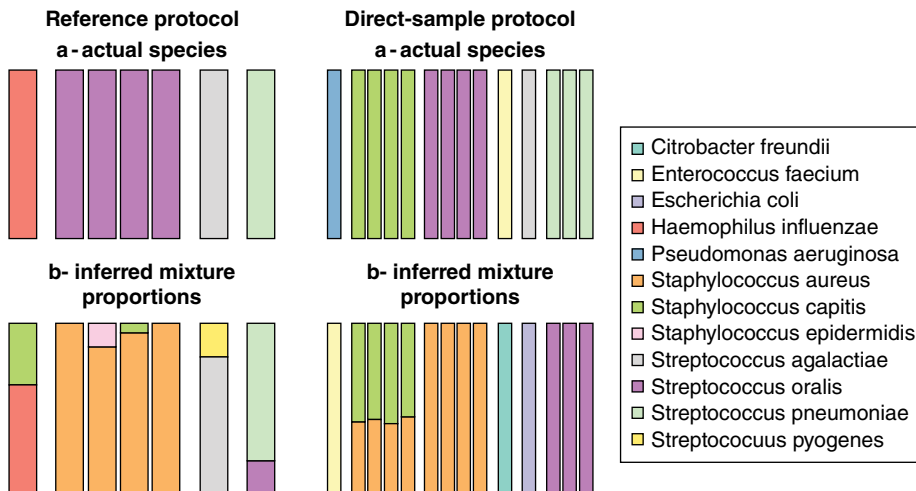 Reference protocol
a - actual species
Direct-sample protocol
a - actual species
b- inferred mixture
proportions
b- inferred mixture
proportions
Citrobacter freundii
Enterococcus faecium
Escherichia coli
Haemophilus influenzae
Pseudomonas aeruginosa
Staphylococcus aureus
Staphylococcus capitis
Staphylococcus epidermidis
Streptococcus agalactiae
Streptococcus oralis
Streptococcus pneumoniae
Streptococuus pyogenes